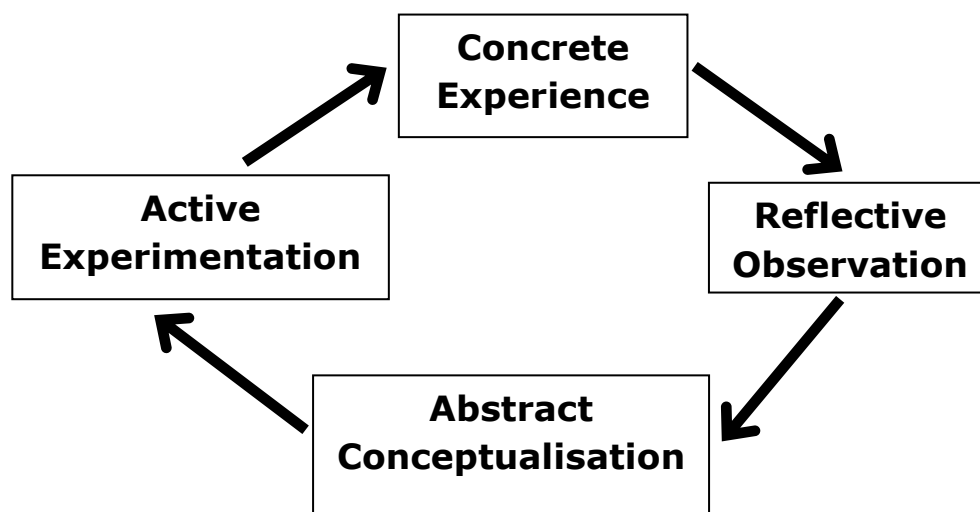 Concrete
Experience
Active
Experimentation
Reflective
Observation
Abstract
Conceptualisation